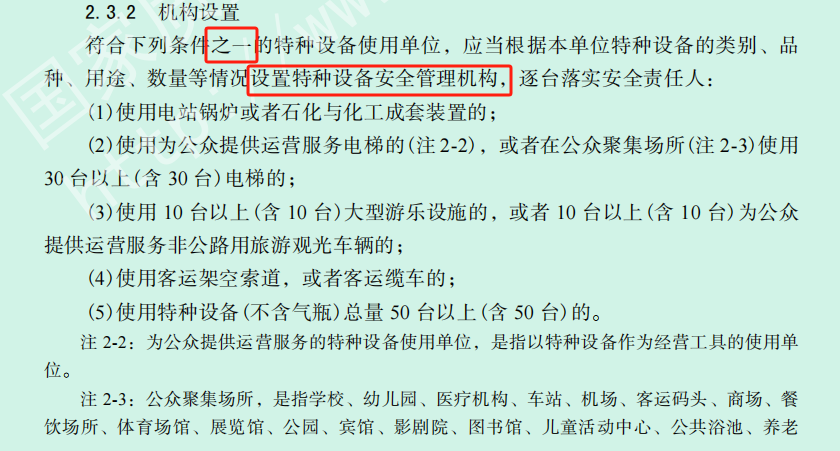 2.3.2 机构设置
符合下列条件之一的特种设备使用单位，应当根据本单位特种设备的类别、品
种、用途、数量等情况设置特种设备安全管理机构，逐台落实安全责任人：
(1)使用电站锅炉或者石化与化工成套装置的；
(2)使用为公众提供运营服务电梯的(注2-2)，或者在公众聚集场所(注2-3)使用
30台以上(含30台)电梯的；
(3)使用10台以上(含10台)大型游乐设施的，或者10台以上(含10台)为公众
提供运营服务非公路用旅游观光车辆的；
(4)使用客运架空索道，或者客运缆车的；
(5)使用特种设备(不含气瓶)总量50台以上(含50台)的。
注2-2：为公众提供运营服务的特种设备使用单位，是指以特种设备作为经营工具的使用单
位。
注2-3：公众聚集场所，是指学校、幼儿园、医疗机构、车站、机场、客运码头、商场、餐
饮场所、体育场馆、展览馆、公园、宾馆、影剧院、图书馆、儿童活动中心、公共浴池、养老